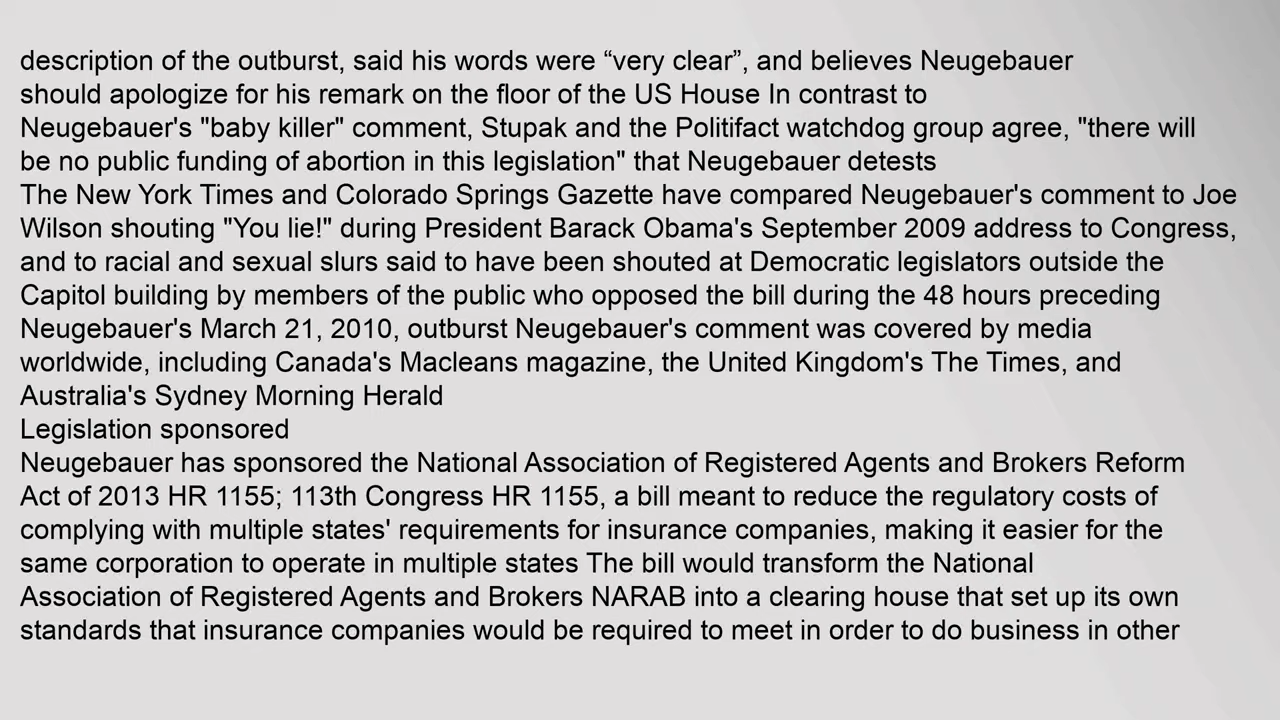 description of the outburst, said his words were “very clear”, and believes Neugebauer
should apologize for his remark on the floor of the US House In contrast to
Neugebauer's "baby killer" comment, Stupak and the Politifact watchdog group agree, "there will
be no public funding of abortion in this legislation" that Neugebauer detests
The New York Times and Colorado Springs Gazette have compared Neugebauer's comment to Joe
Wilson shouting "You lie!" during President Barack Obama's September 2009 address to Congress,
and to racial and sexual slurs said to have been shouted at Democratic legislators outside the
Capitol building by members of the public who opposed the bill during the 48 hours preceding
Neugebauer's March 21, 2010, outburst Neugebauer's comment was covered by media
worldwide, including Canada's Macleans magazine, the United Kingdom's The Times, and
Australia's Sydney Morning Herald
Legislation sponsored
Neugebauer has sponsored the National Association of Registered Agents and Brokers Reform
Act of 2013 HR 1155; 113th Congress HR 1155, a bill meant to reduce the regulatory costs of
complying with multiple states' requirements for insurance companies, making it easier for the
same corporation to operate in multiple states The bill would transform the National
Association of Registered Agents and Brokers NARAB into a clearing house that set up its own
standards that insurance companies would be required to meet in order to do business in other